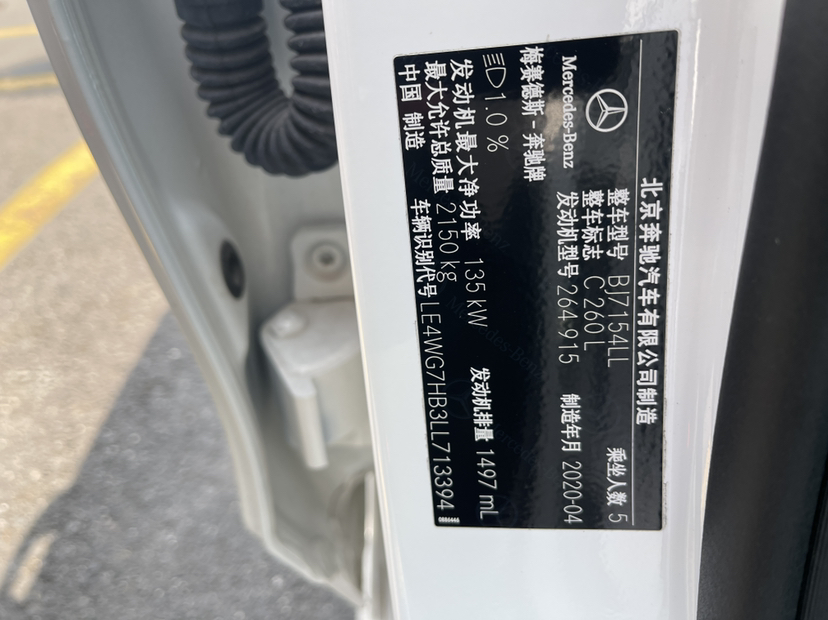 北京奔驰汽车有限公司制造
Mercedes-Benz
梅赛德斯-奔驰牌
整车型号 BJ7154LL 乘坐人数 5
整车标志 C 260 L
发动机型号 264 915 制造年月 2020-04
1.0 %
发动机最大净功率 135 kW 发动机排量 1497 mL
最大允许总质量 2150 kg
中国 制造 车辆识别代号 LE4WG7HB3LL713394